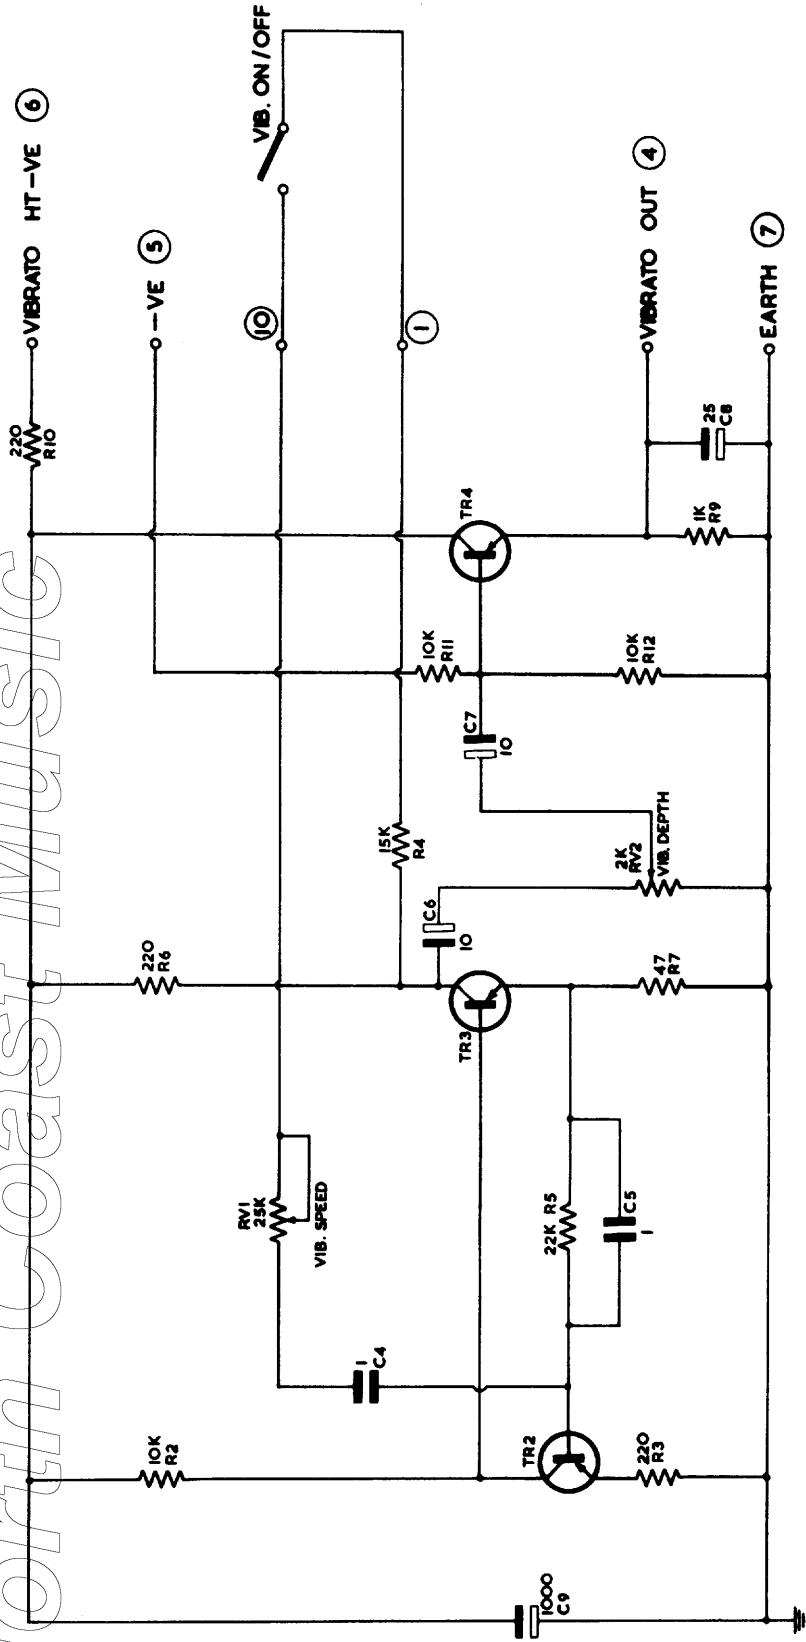 orth Coast Music
220
R10
VIBRATO HT-VE 6
10K
R2
220
R6
-VE 5
RV1
25K
VIB. SPEED
10
VIB. ON/OFF
1
C4
15K
R4
1
C6
10
10K
R11
TR3
C7
10
TR4
TR2
22K R5
C5
1
1000
C9
220
R3
47
R7
2K
RV2
VIB. DEPTH
10K
R12
1K
R9
25
C8
VIBRATO OUT 4
EARTH 7